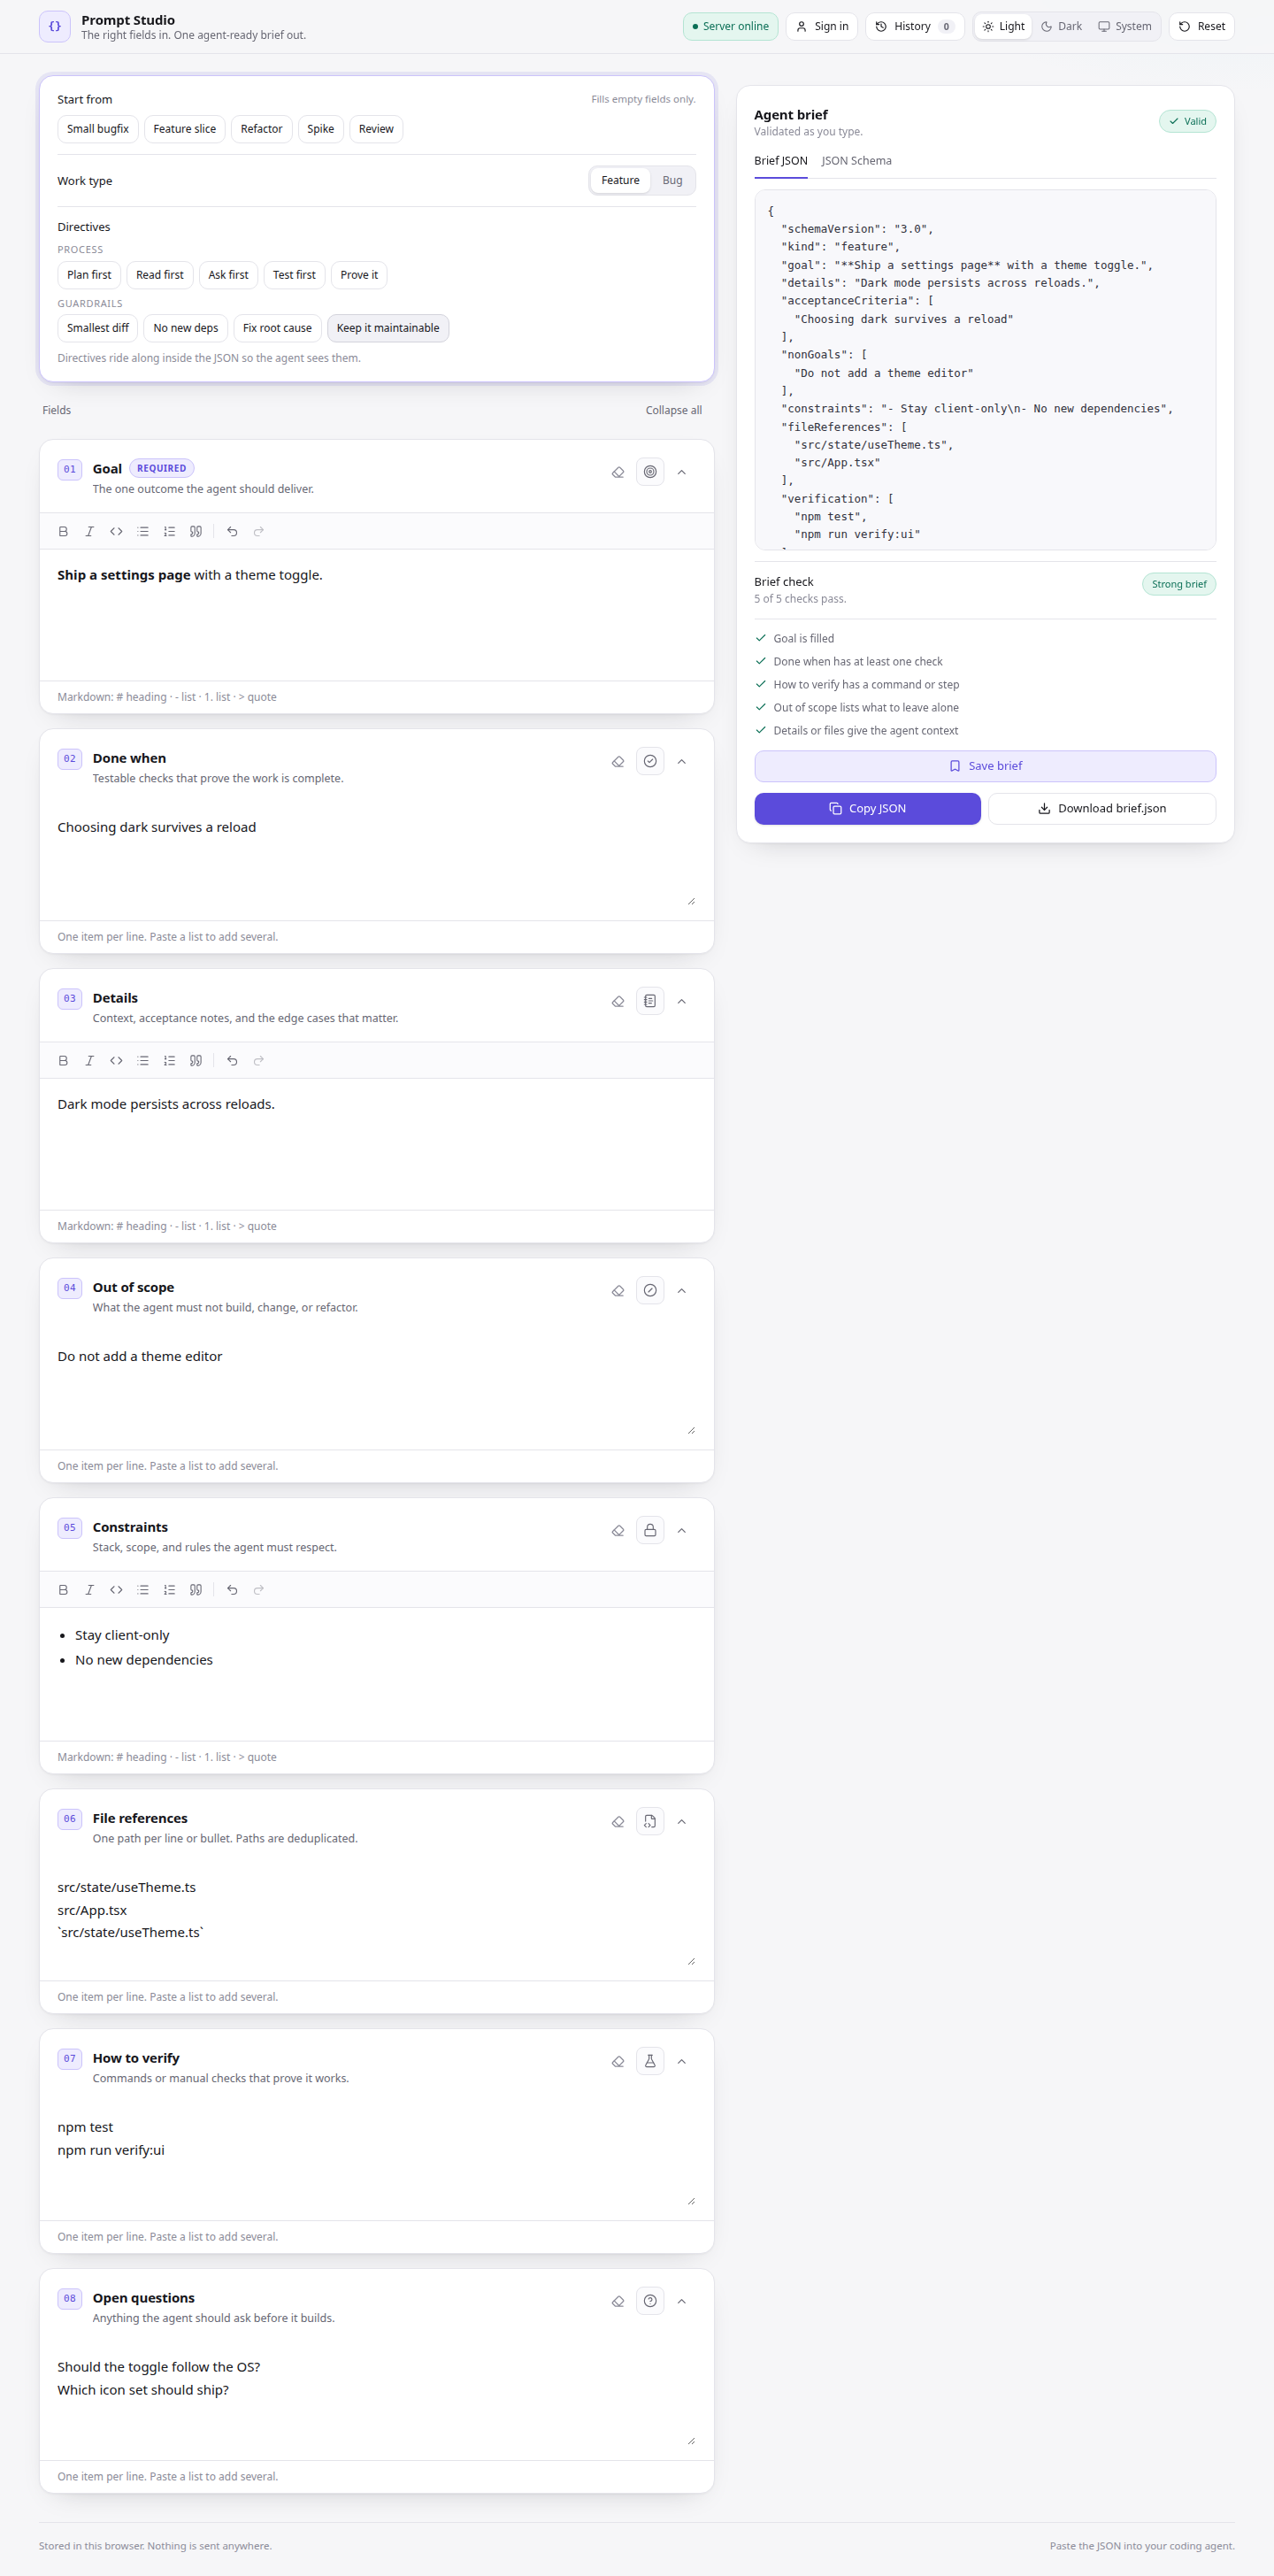 {} Prompt Studio
The right fields in. One agent-ready brief out.
Server online Sign in History 0 Light Dark System Reset
Start from Fills empty fields only.
Small bugfix Feature slice Refactor Spike Review
Work type Feature Bug
Directives
PROCESS
Plan first Read first Ask first Test first Prove it
GUARDRAILS
Smallest diff No new deps Fix root cause Keep it maintainable
Directives ride along inside the JSON so the agent sees them.
Fields Collapse all
01 Goal REQUIRED
The one outcome the agent should deliver.
Ship a settings page with a theme toggle.
Markdown: # heading · - list · 1. list · > quote
02 Done when
Testable checks that prove the work is complete.
Choosing dark survives a reload
One item per line. Paste a list to add several.
03 Details
Context, acceptance notes, and the edge cases that matter.
Dark mode persists across reloads.
Markdown: # heading · - list · 1. list · > quote
04 Out of scope
What the agent must not build, change, or refactor.
Do not add a theme editor
One item per line. Paste a list to add several.
05 Constraints
Stack, scope, and rules the agent must respect.
• Stay client-only
• No new dependencies
Markdown: # heading · - list · 1. list · > quote
06 File references
One path per line or bullet. Paths are deduplicated.
src/state/useTheme.ts
src/App.tsx
`src/state/useTheme.ts`
One item per line. Paste a list to add several.
07 How to verify
Commands or manual checks that prove it works.
npm test
npm run verify:ui
One item per line. Paste a list to add several.
08 Open questions
Anything the agent should ask before it builds.
Should the toggle follow the OS?
Which icon set should ship?
One item per line. Paste a list to add several.
Agent brief Valid
Validated as you type.
Brief JSON JSON Schema
{
"schemaVersion": "3.0",
"kind": "feature",
"goal": "**Ship a settings page** with a theme toggle.",
"details": "Dark mode persists across reloads.",
"acceptanceCriteria": [
"Choosing dark survives a reload"
],
"nonGoals": [
"Do not add a theme editor"
],
"constraints": "- Stay client-only\n- No new dependencies",
"fileReferences": [
"src/state/useTheme.ts",
"src/App.tsx"
],
"verification": [
"npm test",
"npm run verify:ui"
Brief check Strong brief
5 of 5 checks pass.
Goal is filled
Done when has at least one check
How to verify has a command or step
Out of scope lists what to leave alone
Details or files give the agent context
Save brief
Copy JSON Download brief.json
Stored in this browser. Nothing is sent anywhere. Paste the JSON into your coding agent.